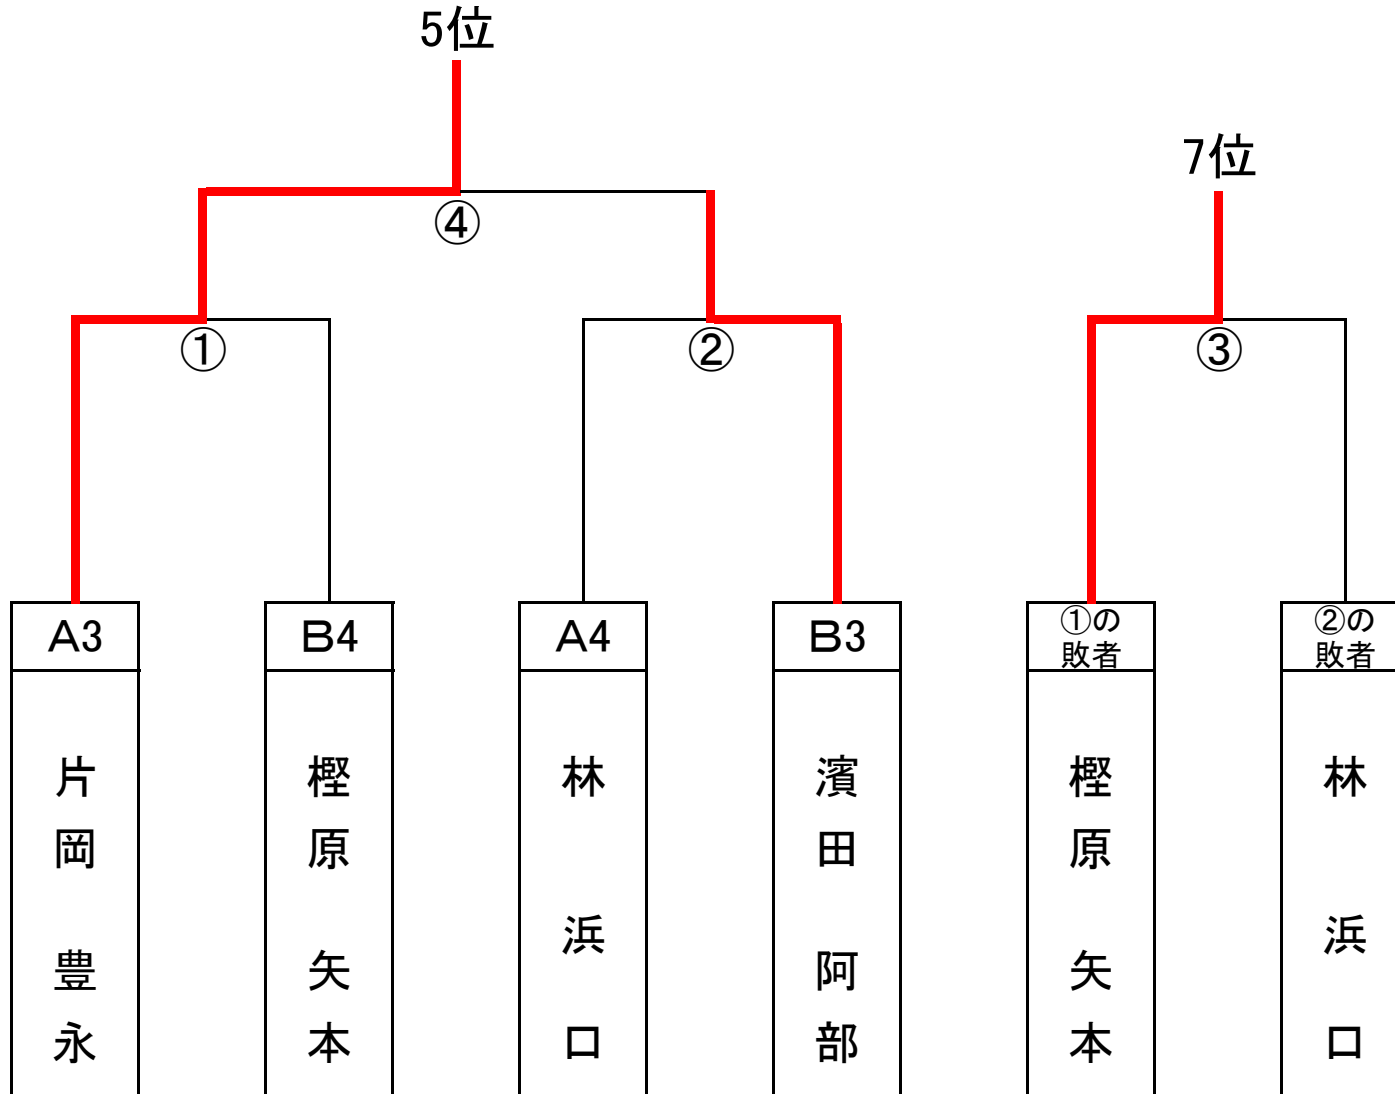 5位
7位
④
①
②
③
A3
B4
A4
B3
①の
敗者
②の
敗者
片岡 豊永
樫原 矢本
林 浜口
濱田 阿部
樫原 矢本
林 浜口